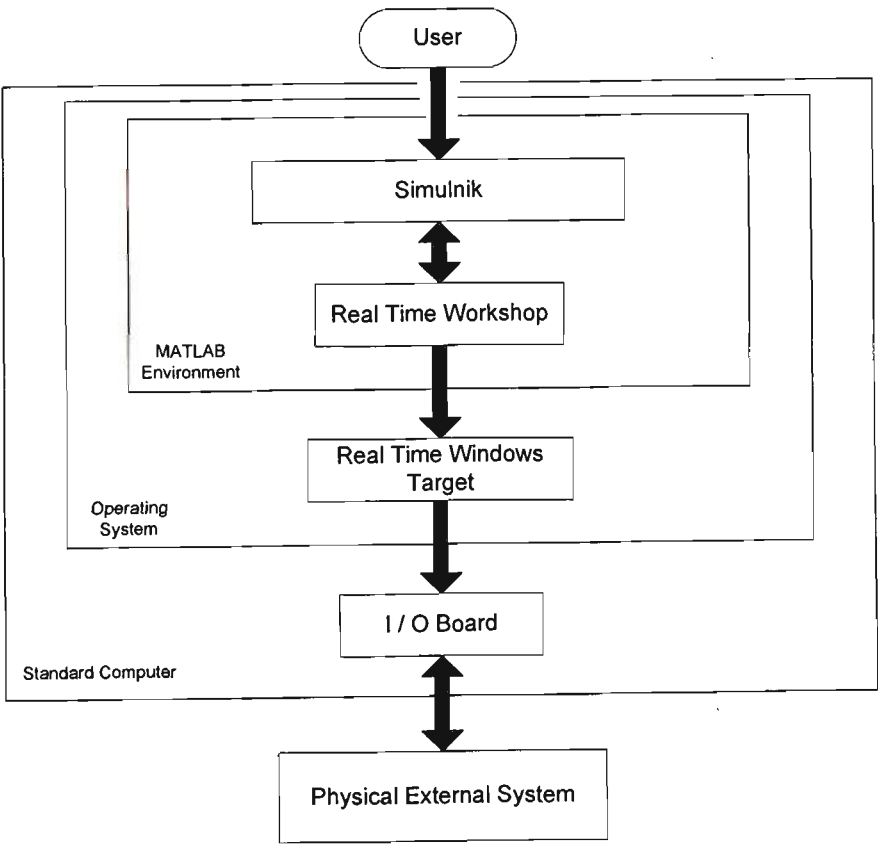 User
Simulnik
Real Time Workshop
MATLAB
Environment
Real Time Windows
Target
Operating
System
I / O Board
Standard Computer
Physical External System